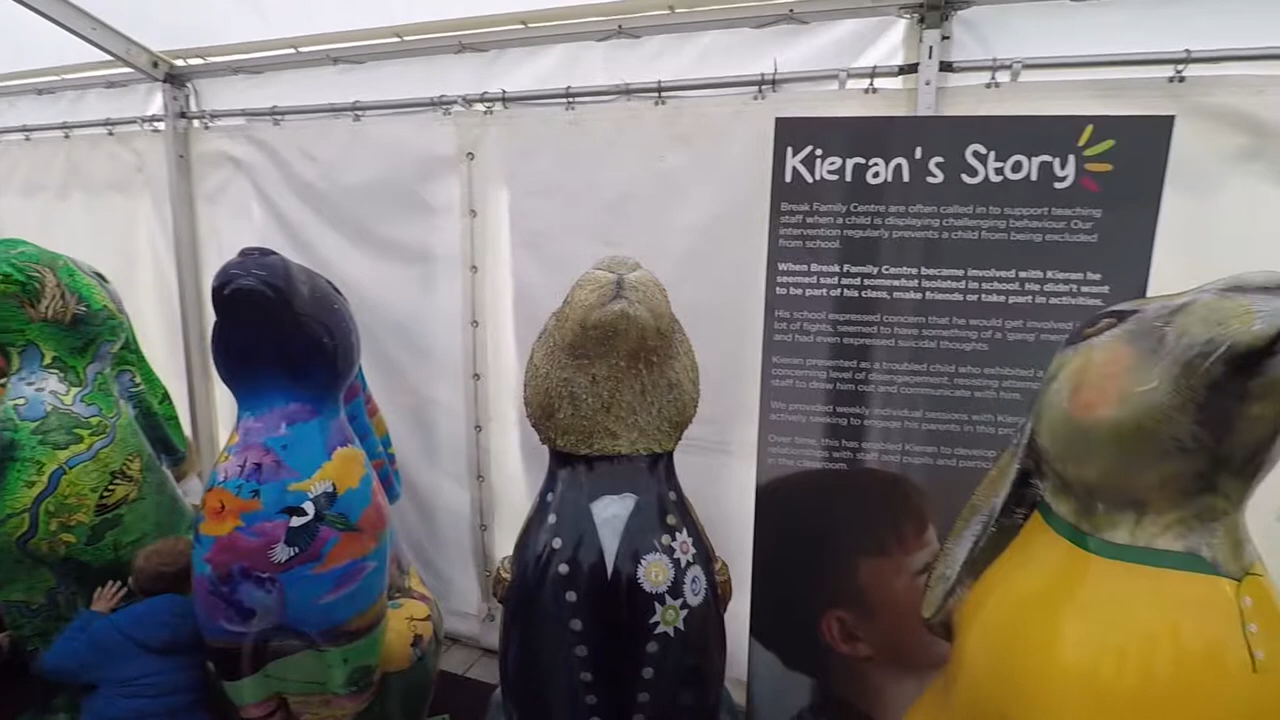 Kieran's Story
Break Family Centre are often called in to support teaching
staff when a child is displaying challenging behaviour. Our
intervention regularly prevents a child from being excluded
from school.
When Break Family Centre became involved with Kieran he
seemed sad and somewhat isolated in school. He didn't want
to be part of his class, make friends or take part in activities.
His school expressed concern that he would get involved
lot of fights, seemed to have something of a 'gang'
and had even expressed suicidal thoughts.
Kieran presented as a troubled child who exhibited a
concerning level of disengagement, resisting
staff to draw him out and communicate with him.
We provided weekly individual sessions with
actively seeking to engage his parents in this
Over time, this has enabled Kieran to develop
relationships with staff and pupils and
in the classroom.